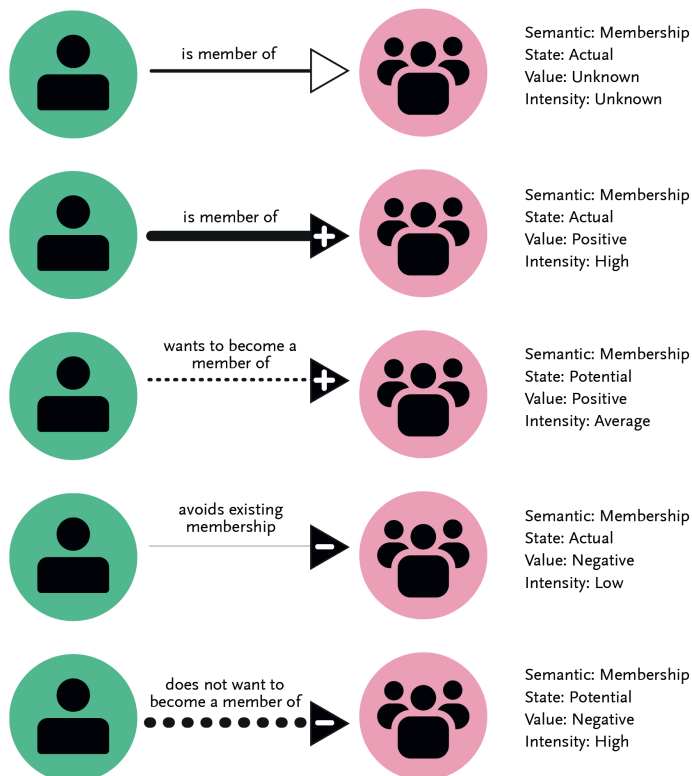 is member of
Semantic: Membership
State: Actual
Value: Unknown
Intensity: Unknown
is member of
+
Semantic: Membership
State: Actual
Value: Positive
Intensity: High
wants to become a
member of
+
Semantic: Membership
State: Potential
Value: Positive
Intensity: Average
avoids existing
membership
-
Semantic: Membership
State: Actual
Value: Negative
Intensity: Low
does not want to
become a member of
-
Semantic: Membership
State: Potential
Value: Negative
Intensity: High